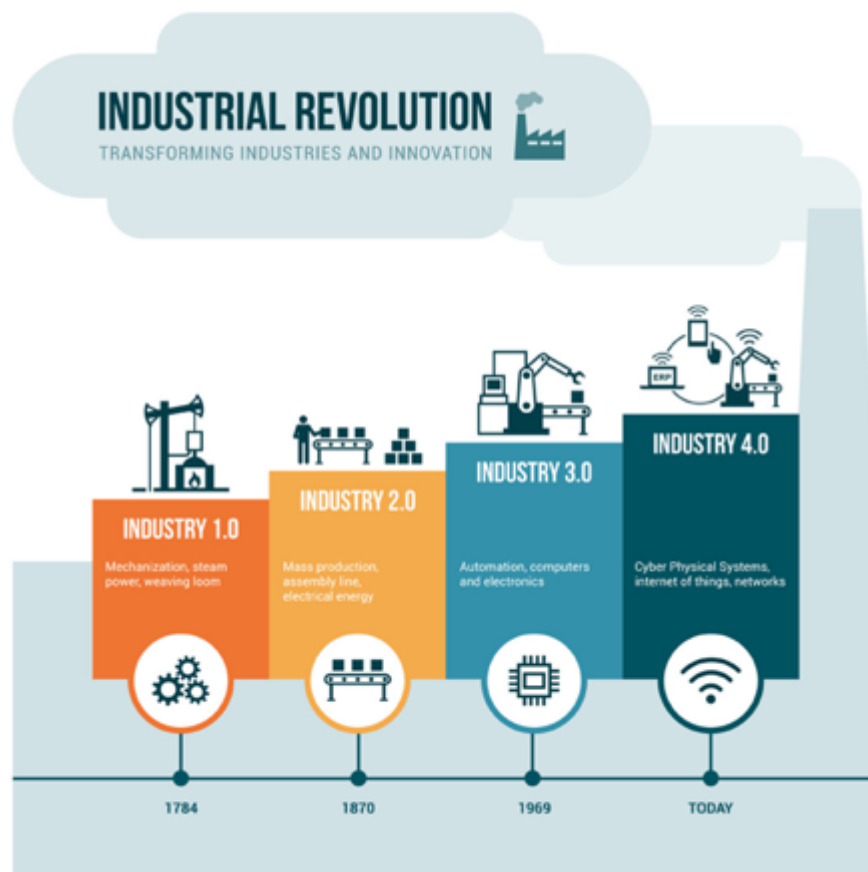 INDUSTRIAL REVOLUTION
TRANSFORMING INDUSTRIES AND INNOVATION
ERP
INDUSTRY 1.0
Mechanization, steam
power, weaving loom
INDUSTRY 2.0
Mass production,
assembly line,
electrical energy
INDUSTRY 3.0
Automation, computers
and electronics
INDUSTRY 4.0
Cyber Physical Systems,
internet of things, networks
1784
1870
1969
TODAY